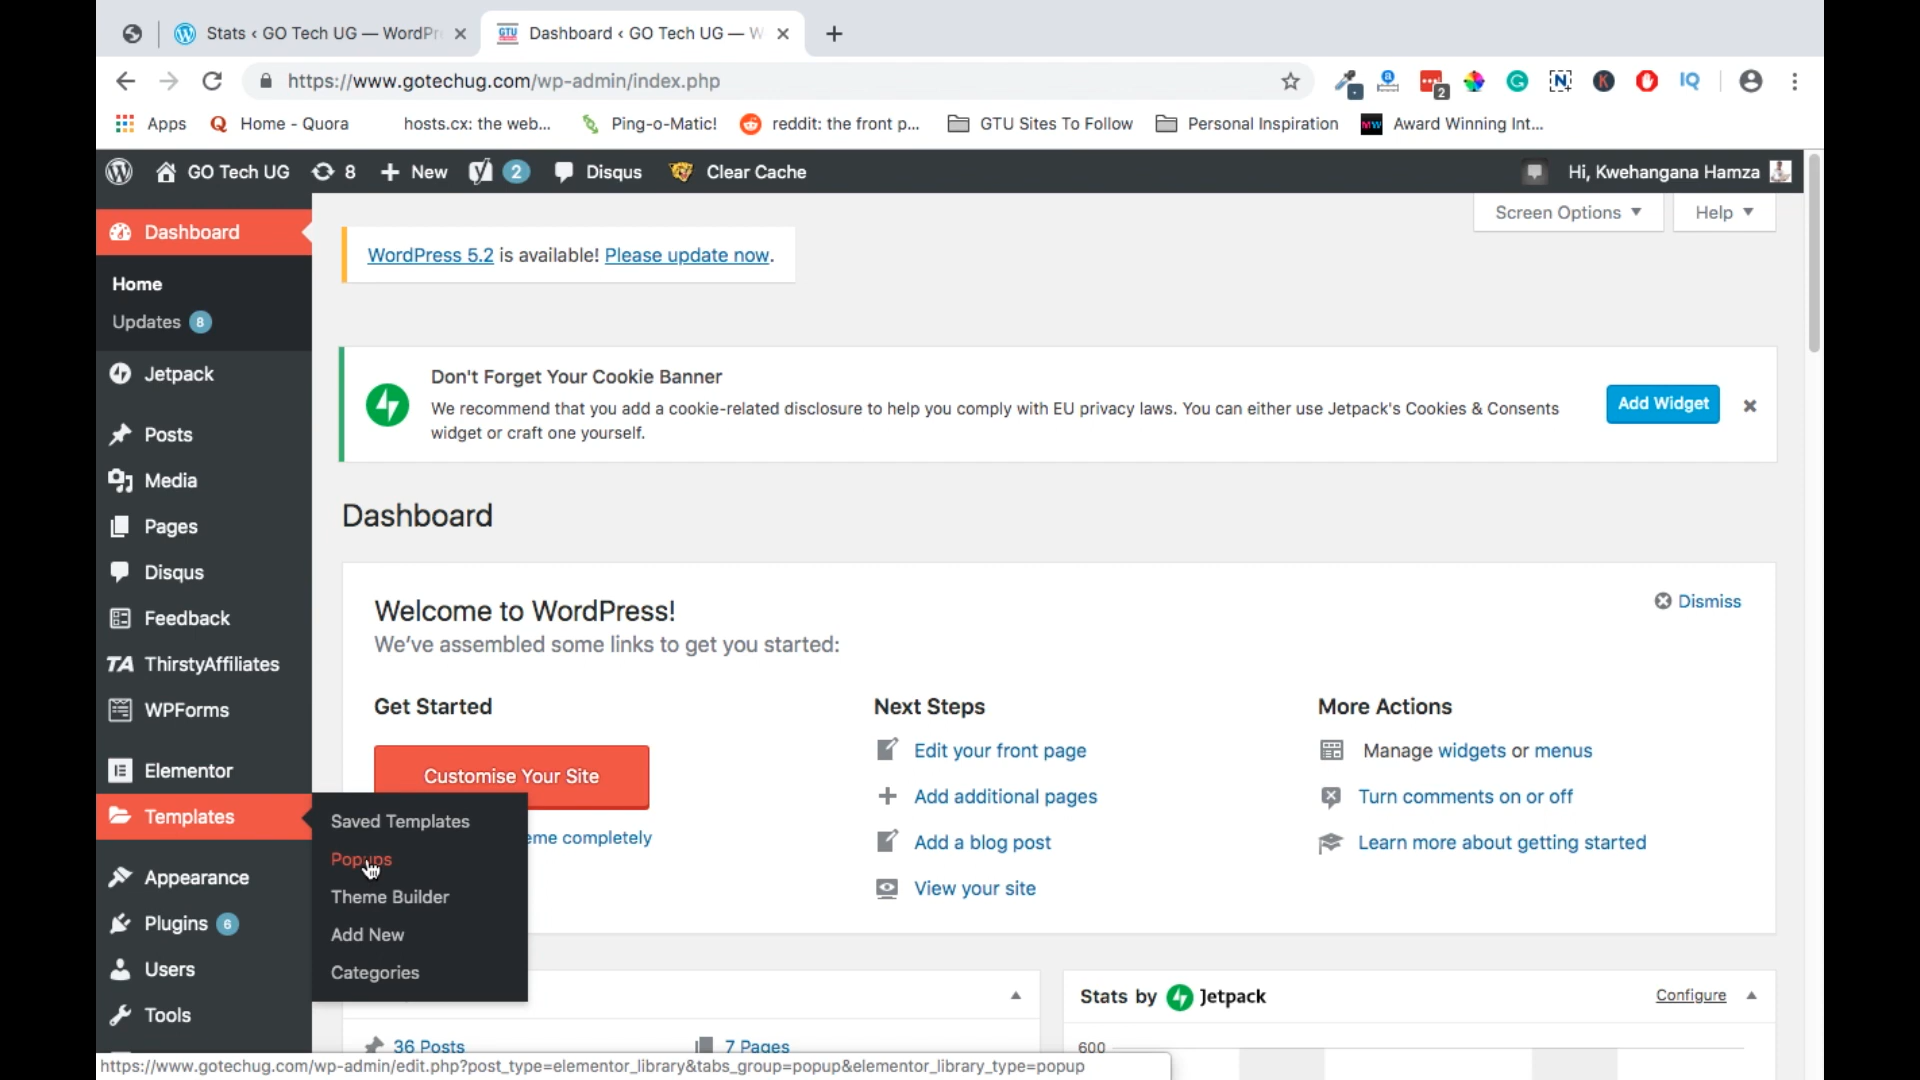 Stats ‹ GO Tech UG — WordPr
GTU Dashboard ‹ GO Tech UG — W
https://www.gotechug.com/wp-admin/index.php
2
IQ
Apps
Home - Quora
hosts.cx: the web...
Ping-o-Matic!
reddit: the front p...
GTU Sites To Follow
Personal Inspiration
Award Winning Int...
GO Tech UG
8
New
2
Disqus
Clear Cache
Hi, Kwehangana Hamza
Screen Options
Help
Dashboard
Home
Updates 8
Jetpack
Posts
Media
Pages
Disqus
Feedback
TA ThirstyAffiliates
WPForms
Elementor
Templates
Appearance
Plugins 6
Users
Tools
Saved Templates
Popups
Theme Builder
Add New
Categories
WordPress 5.2 is available! Please update now.
Don't Forget Your Cookie Banner
We recommend that you add a cookie-related disclosure to help you comply with EU privacy laws. You can either use Jetpack's Cookies & Consents
widget or craft one yourself.
Add Widget
Dashboard
Welcome to WordPress!
We've assembled some links to get you started:
Dismiss
Get Started
Customise Your Site
eme completely
Next Steps
Edit your front page
Add additional pages
Add a blog post
View your site
More Actions
Manage widgets or menus
Turn comments on or off
Learn more about getting started
36 Posts
7 Pages
Stats by Jetpack
Configure
600
https://www.gotechug.com/wp-admin/edit.php?post_type=elementor_library&tabs_group=popup&elementor_library_type=popup